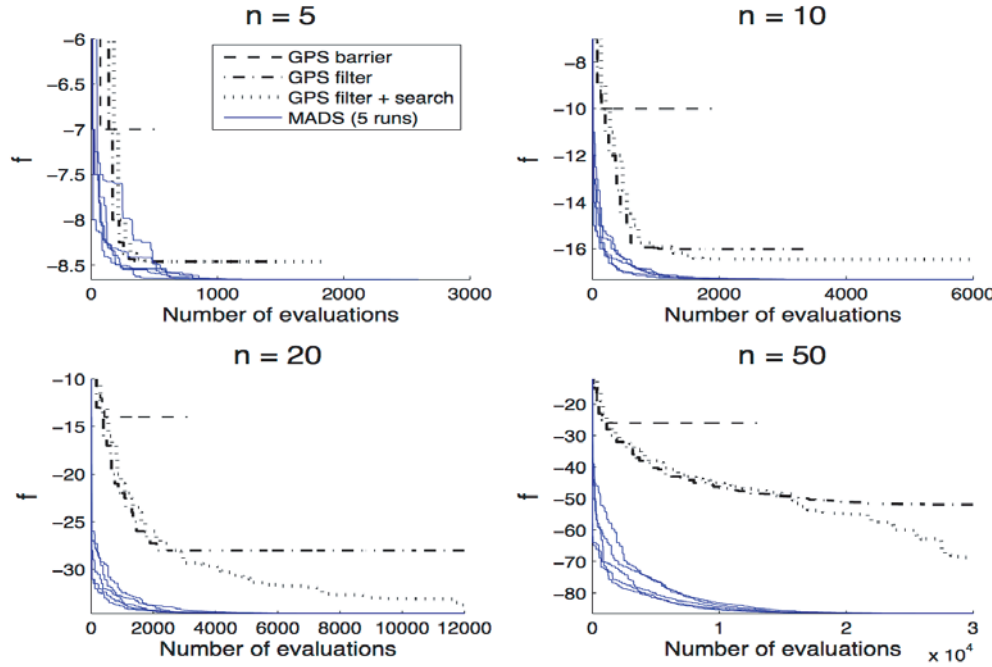 n = 5
−6
−6.5
−7
−7.5
−8
−8.5
f
GPS barrier
GPS filter
GPS filter + search
MADS (5 runs)
0
1000
2000
3000
Number of evaluations
n = 10
−8
−10
−12
−14
−16
f
0
2000
4000
6000
Number of evaluations
n = 20
−10
−15
−20
−25
−30
f
0
2000
4000
6000
8000
10000
12000
Number of evaluations
n = 50
−20
−30
−40
−50
−60
−70
−80
f
0
1
2
3
Number of evaluations
x 10⁴